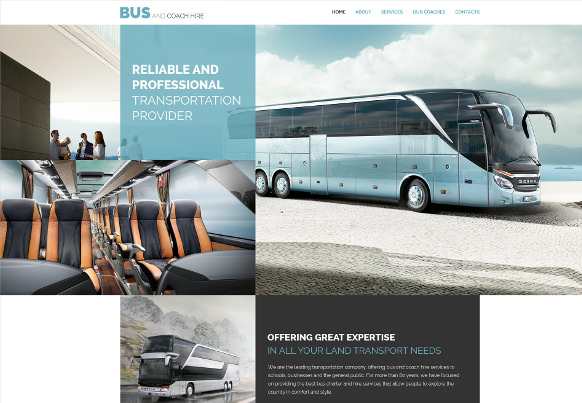 BUS AND COACH HIRE
HOME ABOUT SERVICES OUR COACHES CONTACTS
RELIABLE AND
PROFESSIONAL
TRANSPORTATION
PROVIDER
OFFERING GREAT EXPERTISE
IN ALL YOUR LAND TRANSPORT NEEDS
We are the leading transportation company, offering bus and coach hire services to
schools, businesses and the general public. For more than 80 years, we have focused
on providing the best bus charter and hire services that allow people to explore the
country in comfort and style.